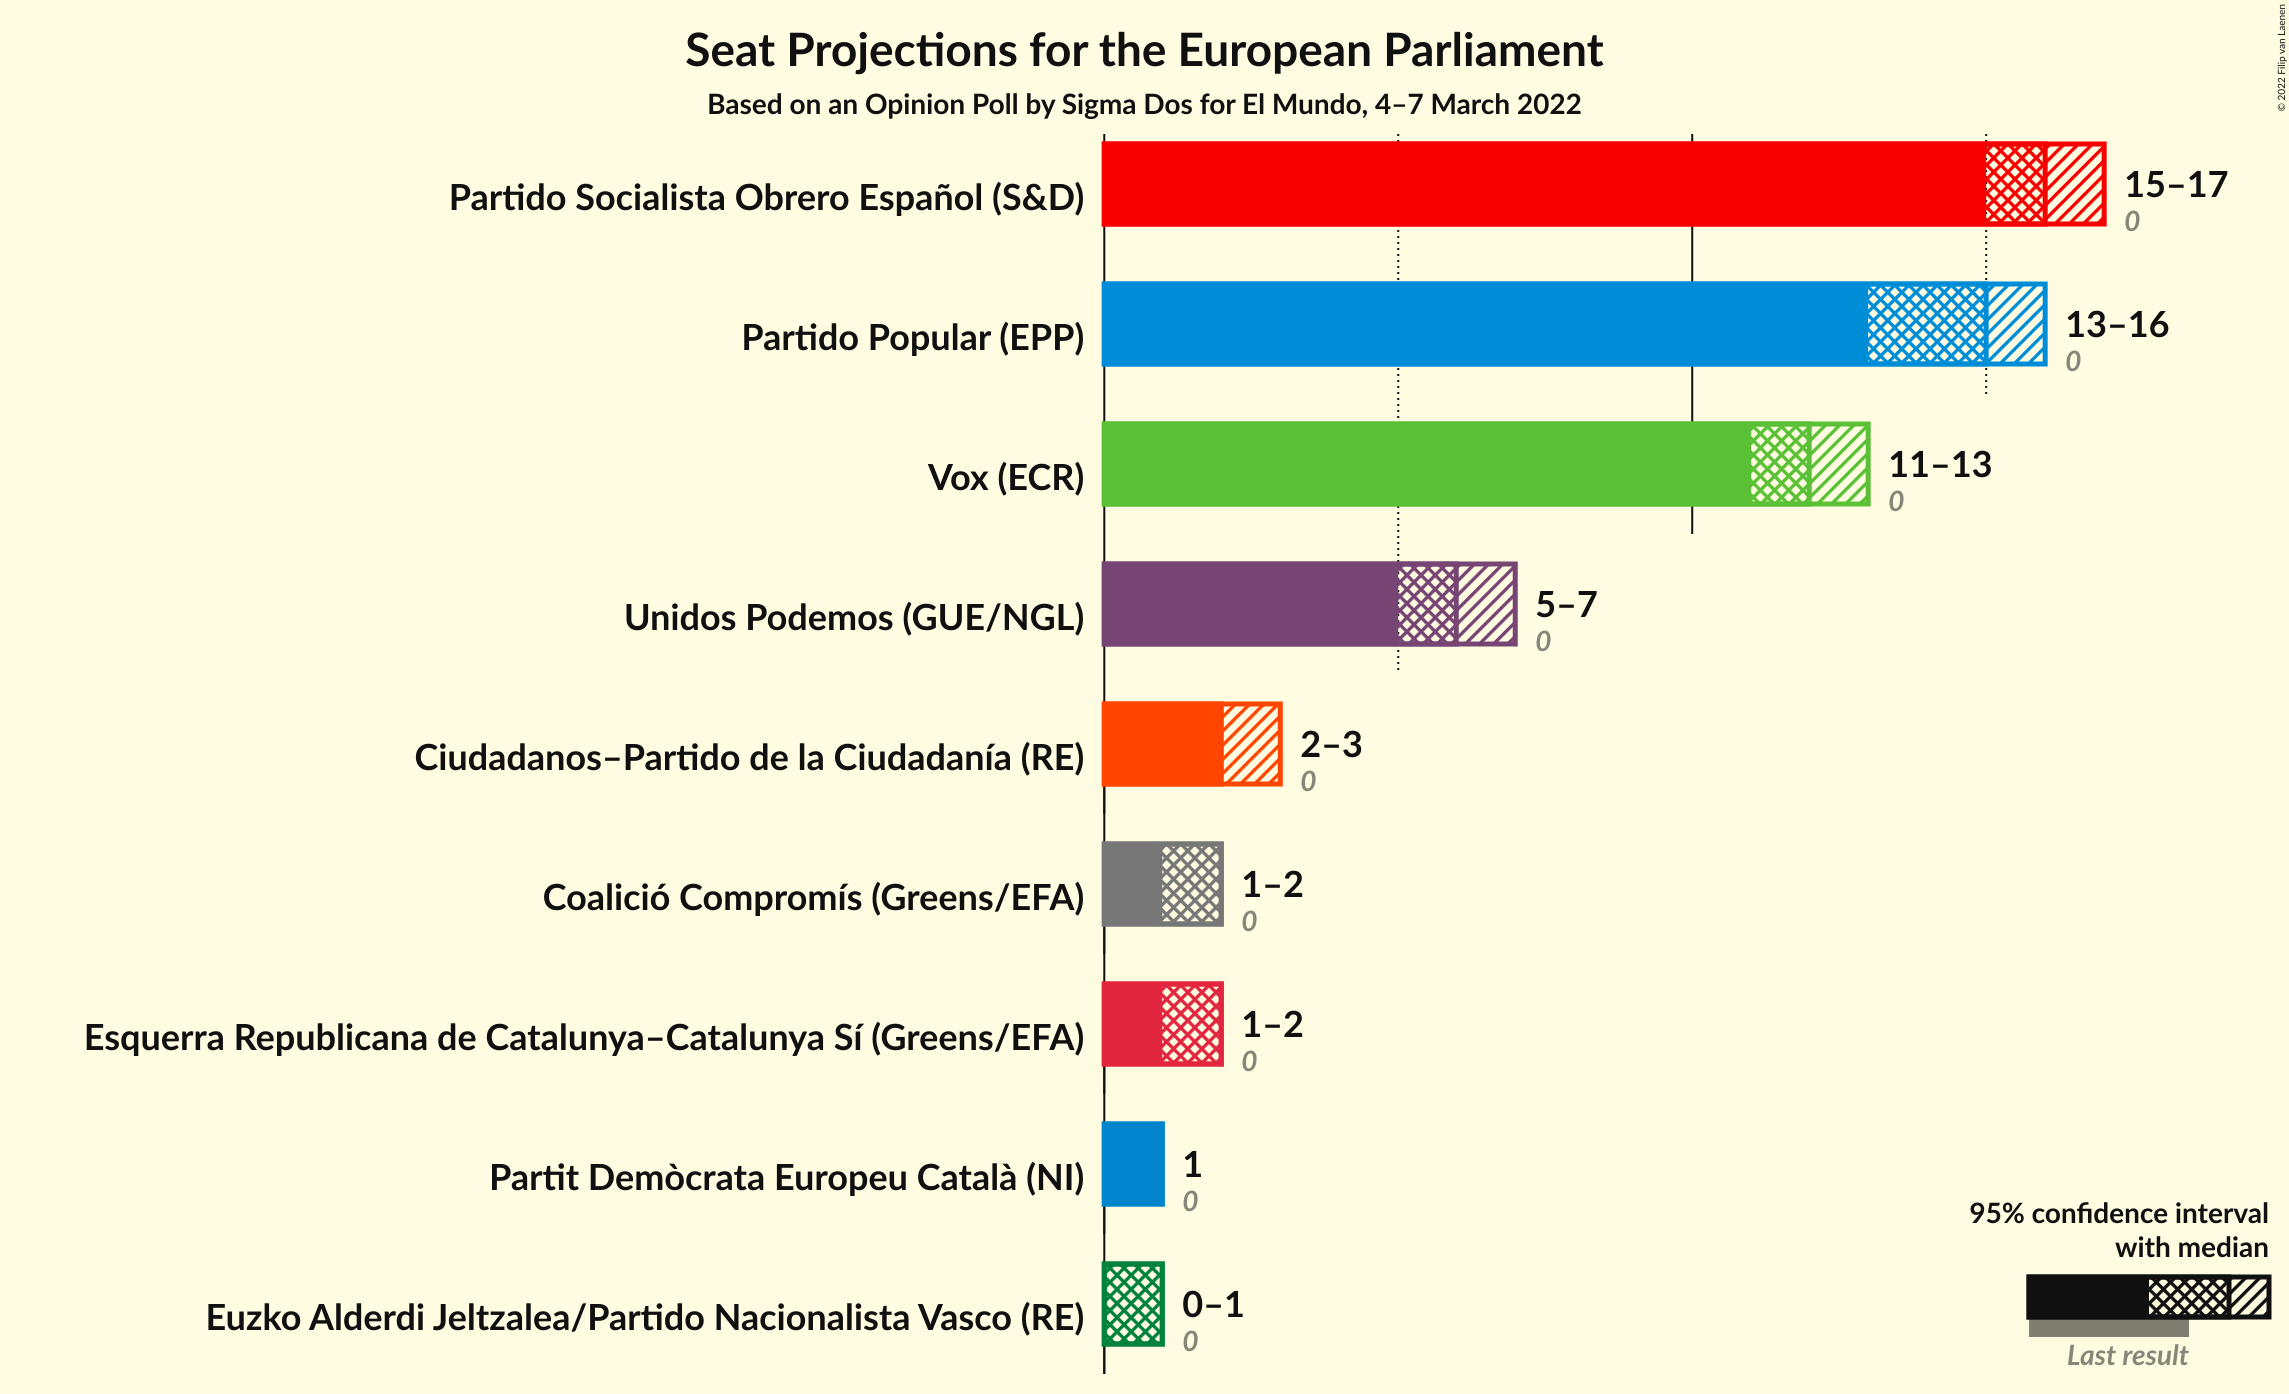 Seat Projections for the European Parliament
Based on an Opinion Poll by Sigma Dos for El Mundo, 4–7 March 2022
© 2022 Filip van Laenen
Partido Socialista Obrero Español (S&D)
15–17
0
Partido Popular (EPP)
13–16
0
Vox (ECR)
11–13
0
Unidos Podemos (GUE/NGL)
5–7
0
Ciudadanos–Partido de la Ciudadanía (RE)
2–3
0
Coalició Compromís (Greens/EFA)
1–2
0
Esquerra Republicana de Catalunya–Catalunya Sí (Greens/EFA)
1–2
0
Partit Demòcrata Europeu Català (NI)
1
0
Euzko Alderdi Jeltzalea/Partido Nacionalista Vasco (RE)
0–1
0
95% confidence interval
with median
Last result